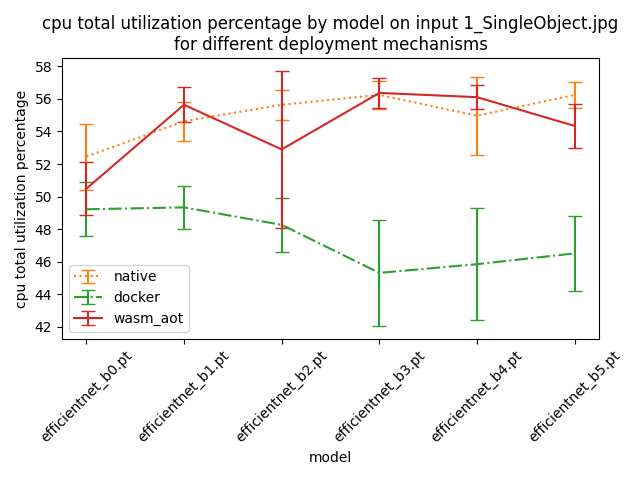 cpu total utilization percentage by model on input 1_SingleObject.jpg
for different deployment mechanisms
cpu total utilization percentage
58
56
54
52
50
48
46
44
42
native
docker
wasm_aot
efficientnet_b0.pt
efficientnet_b1.pt
efficientnet_b2.pt
efficientnet_b3.pt
efficientnet_b4.pt
efficientnet_b5.pt
model